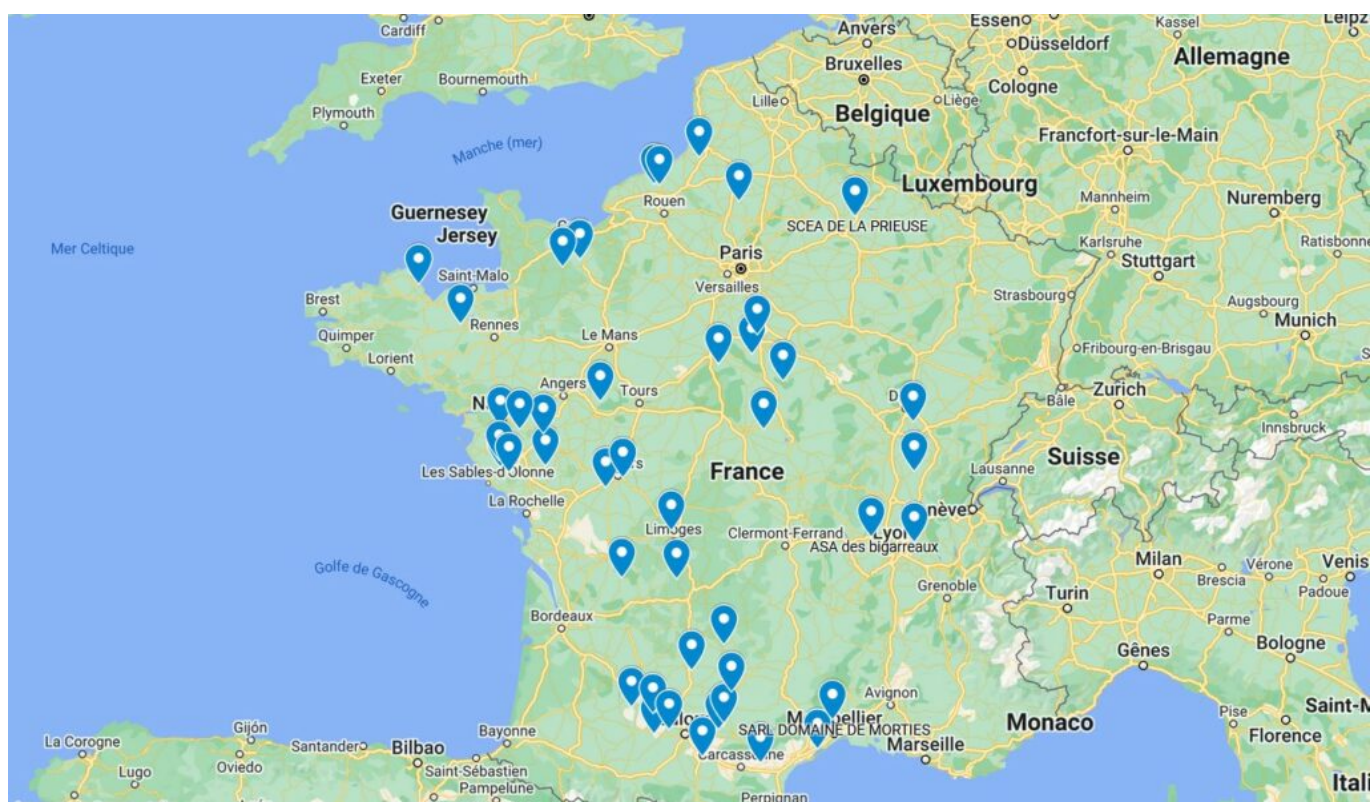 Cardiff
Anvers
Essen
Kassel
Düsseldorf
Exeter
Bournemouth
Bruxelles
Allemagne
Cologne
Plymouth
Lille
Liège
Belgique
Francfort-sur-le-Main
Manche (mer)
Luxembourg
Mannheim
Nuremberg
Guernesey
Rouen
Jersey
SCEA DE LA PRIEUSE
Mer Celtique
Karlsruhe
Ratisbonne
Paris
Stuttgart
Saint-Malo
Versailles
Strasbourg
Brest
Augsbourg
Rennes
Munich
Quimper
Le Mans
Fribourg-en-Brisgau
Lorient
Angers
Tours
Zurich
Bâle
Innsbruck
Les Sables-d'Olonne
France
Suisse
Lausanne
La Rochelle
Limoges
Clermont-Ferrand
ASA des bigarreaux
Milan
Vérone
Venis
Brescia
Padoue
Golfe de Gascogne
Grenoble
Turin
Bordeaux
Parme
Bologne
Gênes
Avignon
Saint-M
Monaco
Pise
SARL DOMAINE DE MORTIES
Gijón
Bayonne
Marseille
Florence
La Corogne
Santander
Bilbao
Carcassonne
Oviedo
Lugo
Saint-Sébastien
Itali
Pampelune
Perpignan